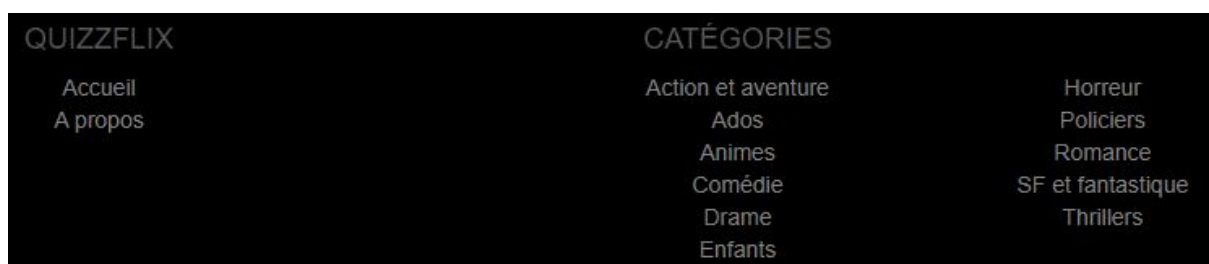 QUIZZFLIX
Accueil
A propos
CATÉGORIES
Action et aventure
Ados
Animes
Comédie
Drame
Enfants
Horreur
Policiers
Romance
SF et fantastique
Thrillers